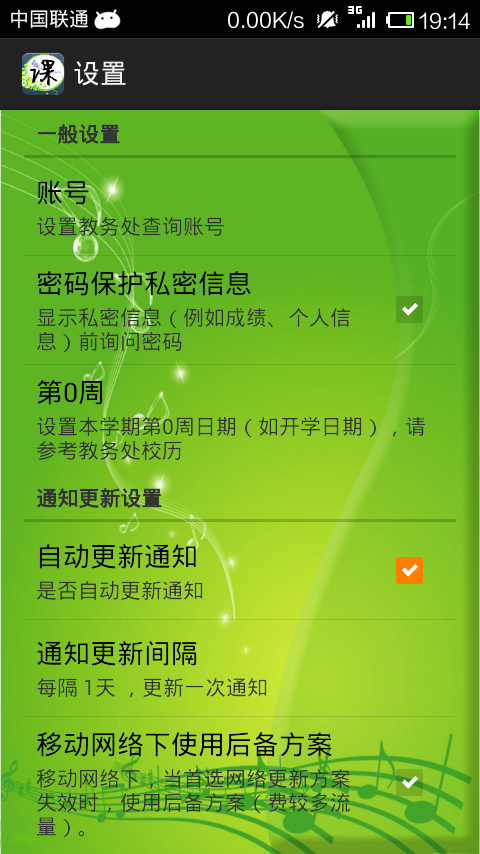 中国联通 0.00K/s 3G 19:14
课 设置
一般设置
账号
设置教务处查询账号
密码保护私密信息
显示私密信息（例如成绩、个人信
息）前询问密码
第0周
设置本学期第0周日期（如开学日期），请
参考教务处校历
通知更新设置
自动更新通知
是否自动更新通知
通知更新间隔
每隔 1天 ，更新一次通知
移动网络下使用后备方案
移动网络下，当首选网络更新方案
失效时，使用后备方案（费较多流
量）。